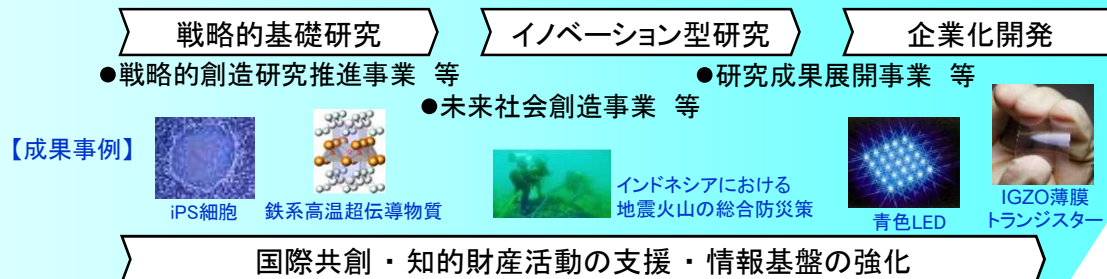 戦略的基礎研究
イノベーション型研究
企業化開発
●戦略的創造研究推進事業　等
●研究成果展開事業　等
●未来社会創造事業　等
【成果事例】
iPS細胞
鉄系高温超伝導物質
インドネシアにおける
地震火山の総合防災策
青色LED
IGZO薄膜
トランジスター
国際共創 ・ 知的財産活動の支援 ・ 情報基盤の強化